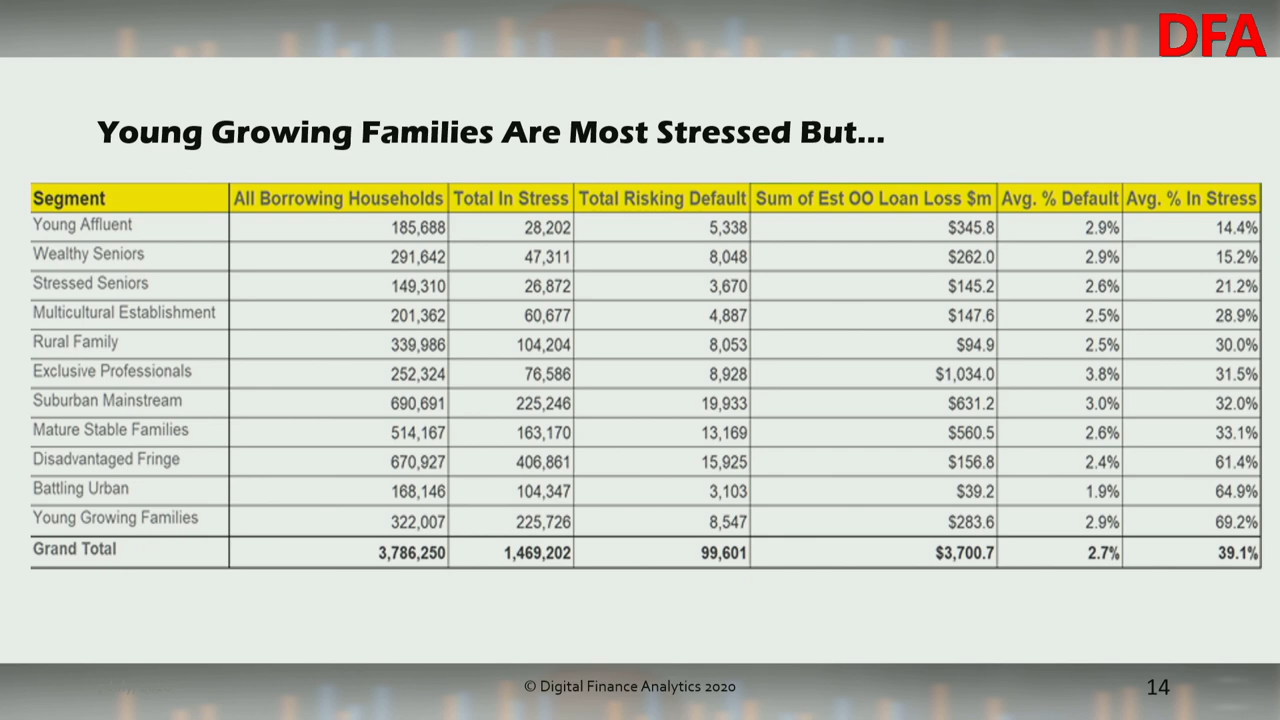 DFA
Young Growing Families Are Most Stressed But...
Segment All Borrowing Households Total In Stress Total Risking Default Sum of Est OO Loan Loss $m Avg. % Default Avg. % In Stress
Young Affluent 185,688 28,202 5,338 $345.8 2.9% 14.4%
Wealthy Seniors 291,642 47,311 8,048 $262.0 2.9% 15.2%
Stressed Seniors 149,310 26,872 3,670 $145.2 2.6% 21.2%
Multicultural Establishment 201,362 60,677 4,887 $147.6 2.5% 28.9%
Rural Family 339,986 104,204 8,053 $94.9 2.5% 30.0%
Exclusive Professionals 252,324 76,586 8,928 $1,034.0 3.8% 31.5%
Suburban Mainstream 690,691 225,246 19,933 $631.2 3.0% 32.0%
Mature Stable Families 514,167 163,170 13,169 $560.5 2.6% 33.1%
Disadvantaged Fringe 670,927 406,861 15,925 $156.8 2.4% 61.4%
Battling Urban 168,146 104,347 3,103 $39.2 1.9% 64.9%
Young Growing Families 322,007 225,726 8,547 $283.6 2.9% 69.2%
Grand Total 3,786,250 1,469,202 99,601 $3,700.7 2.7% 39.1%
© Digital Finance Analytics 2020
14